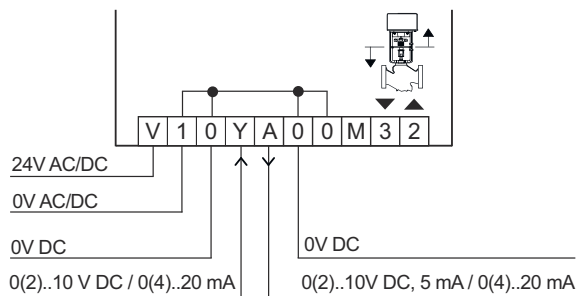 V 1 0 Y A 0 0 M 3 2
24V AC/DC
0V AC/DC
0V DC
0V DC
0(2)..10 V DC / 0(4)..20 mA
0(2)..10V DC, 5 mA / 0(4)..20 mA